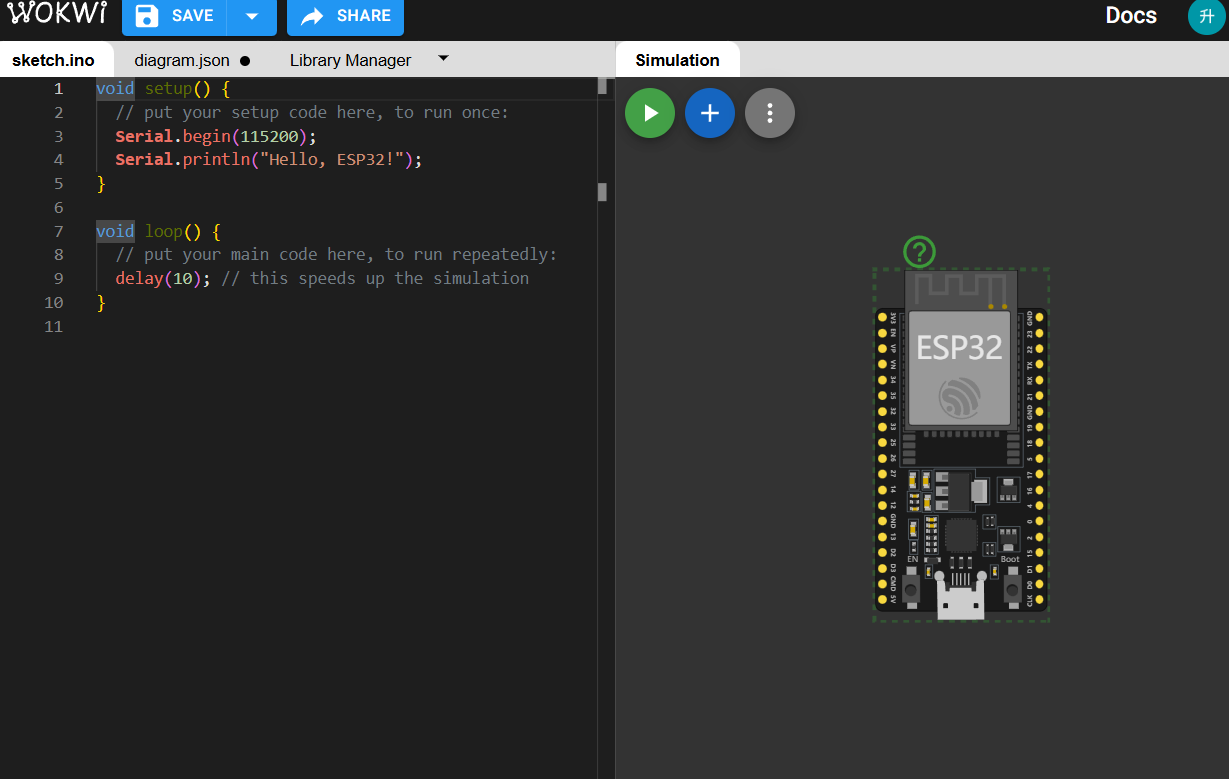 WOKWi
SAVE
SHARE
Docs
升
sketch.ino
diagram.json ●
Library Manager
Simulation
1 void setup() {
2 // put your setup code here, to run once:
3 Serial.begin(115200);
4 Serial.println("Hello, ESP32!");
5 }
6
7 void loop() {
8 // put your main code here, to run repeatedly:
9 delay(10); // this speeds up the simulation
10 }
11
?
ESP32
3V3
EN
VP
VN
34
35
32
33
25
26
27
14
12
GND
13
D2
D3
CMD
5V
GND
23
22
TX
RX
21
GND
19
18
5
17
16
4
0
2
15
D1
D0
CLK
EN
Boot